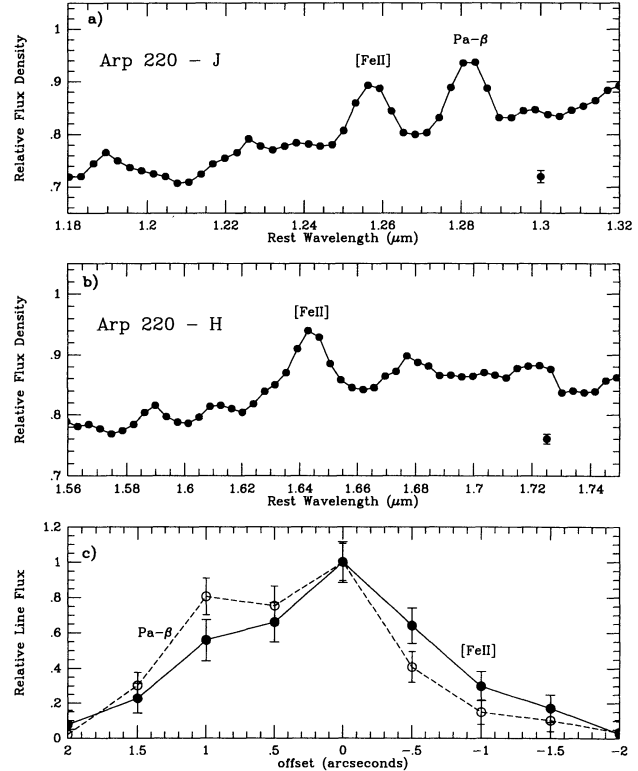 a)
Arp 220 - J
[FeII]
Pa-β
1
.9
.8
.7
Relative Flux Density
1.18 1.2 1.22 1.24 1.26 1.28 1.3 1.32
Rest Wavelength (μm)
b)
Arp 220 - H
[FeII]
1
.9
.8
.7
Relative Flux Density
1.56 1.58 1.6 1.62 1.64 1.66 1.68 1.7 1.72 1.74
Rest Wavelength (μm)
c)
Pa-β
[FeII]
1.2
1
.8
.6
.4
.2
0
Relative Line Flux
2 1.5 1 .5 0 -.5 -1 -1.5 -2
offset (arcseconds)